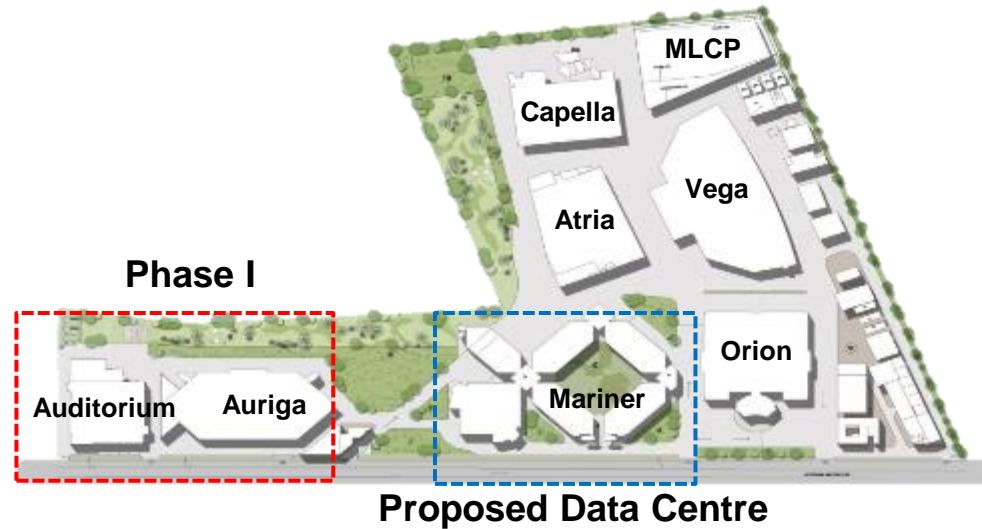 MLCP
Capella
Vega
Atria
Phase I
Orion
Auditorium
Auriga
Mariner
Proposed Data Centre